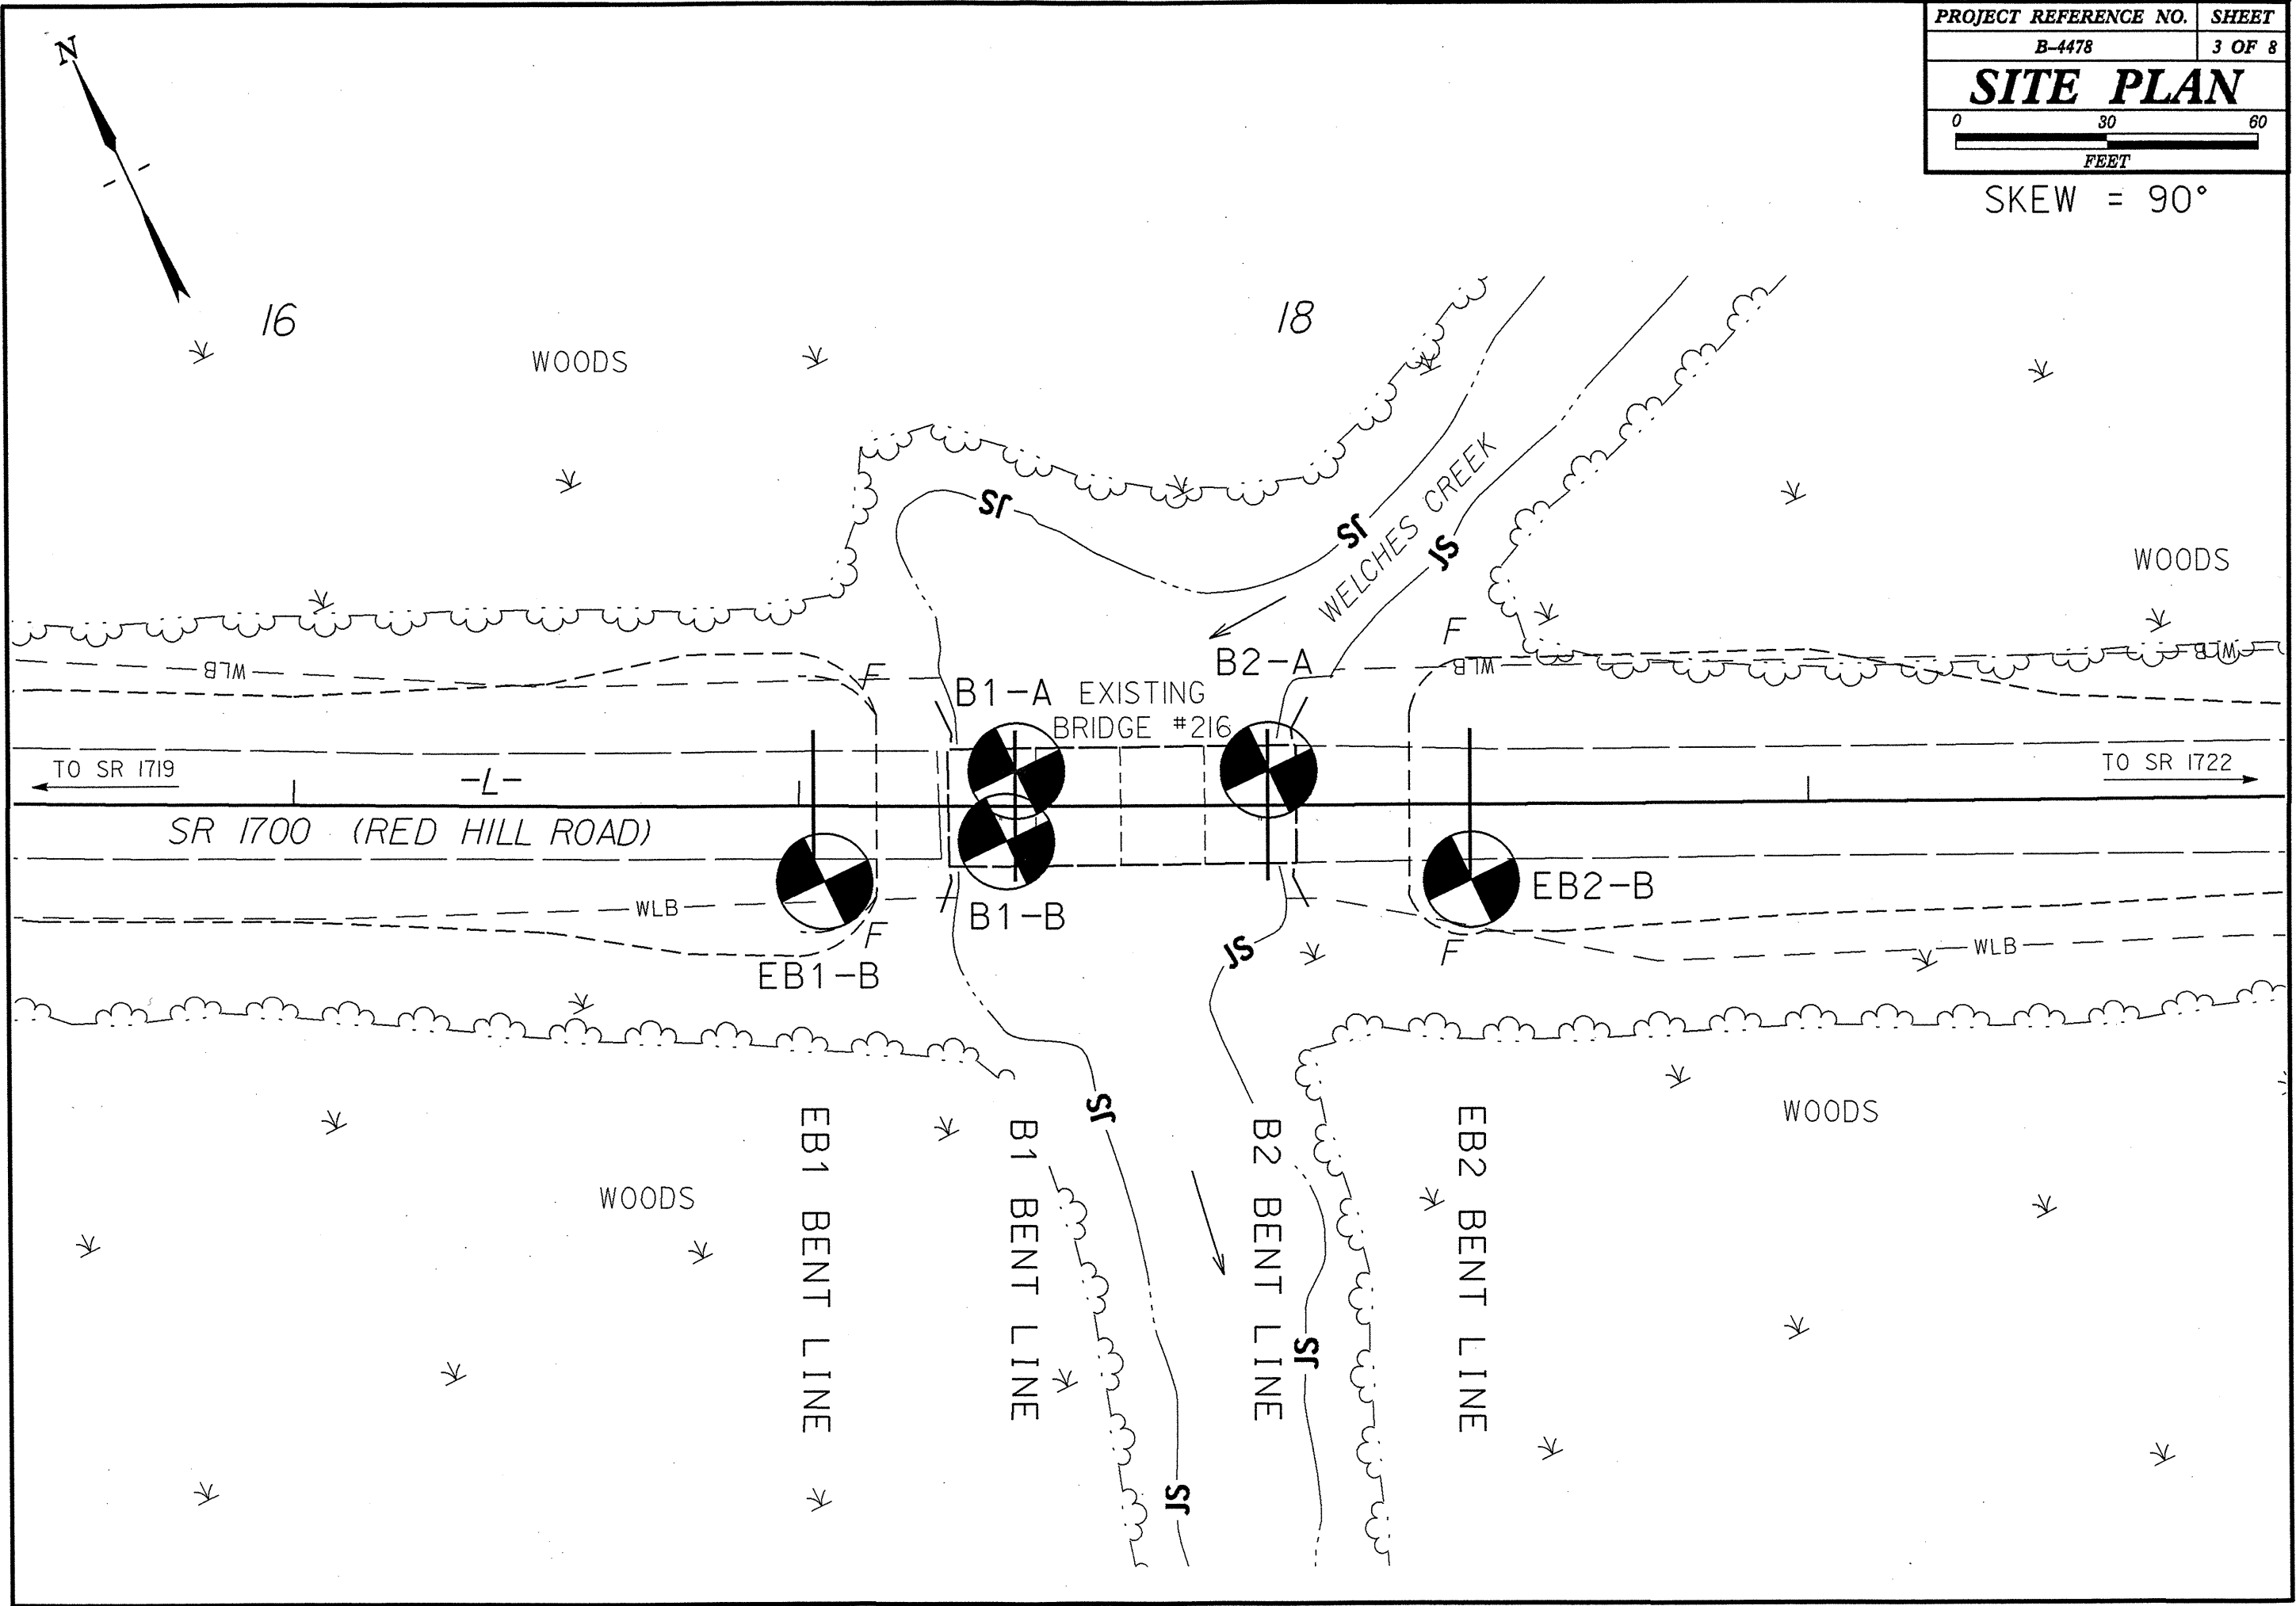 PROJECT REFERENCE NO. SHEET
B-4478 3 OF 8
SITE PLAN
0 30 60
FEET
SKEW = 90°
N
16
18
WOODS
JS
JS
JS
WELCHES CREEK
WOODS
F
WLB
F
B1-A
B2-A
WLB
WLB
EXISTING
BRIDGE #216
TO SR 1719
-L-
TO SR 1722
SR 1700 (RED HILL ROAD)
EB2-B
WLB
B1-B
F
F
WLB
JS
EB1-B
JS
WOODS
EB1 BENT LINE
B1 BENT LINE
B2 BENT LINE
EB2 BENT LINE
WOODS
JS
JS